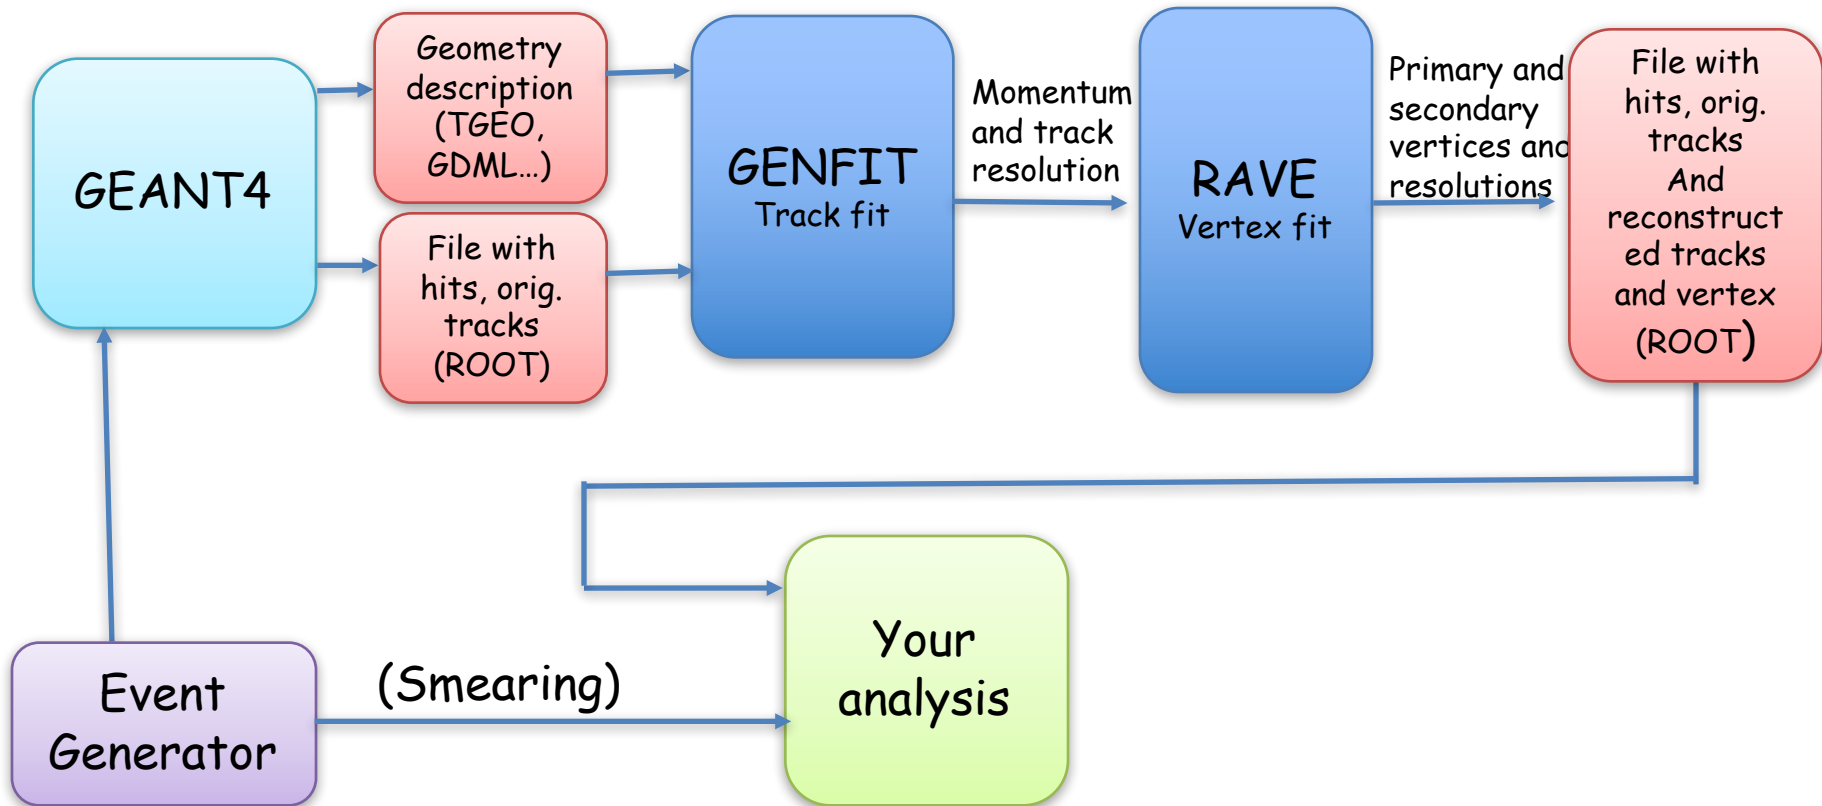 GEANT4
Geometry
description
(TGEO,
GDML...)
File with
hits, orig.
tracks
(ROOT)
GENFIT
Track fit
Momentum
and track
resolution
RAVE
Vertex fit
Primary and
secondary
vertices and
resolutions
File with
hits, orig.
tracks
And
reconstruct
ed tracks
and vertex
(ROOT)
Event
Generator
(Smearing)
Your
analysis